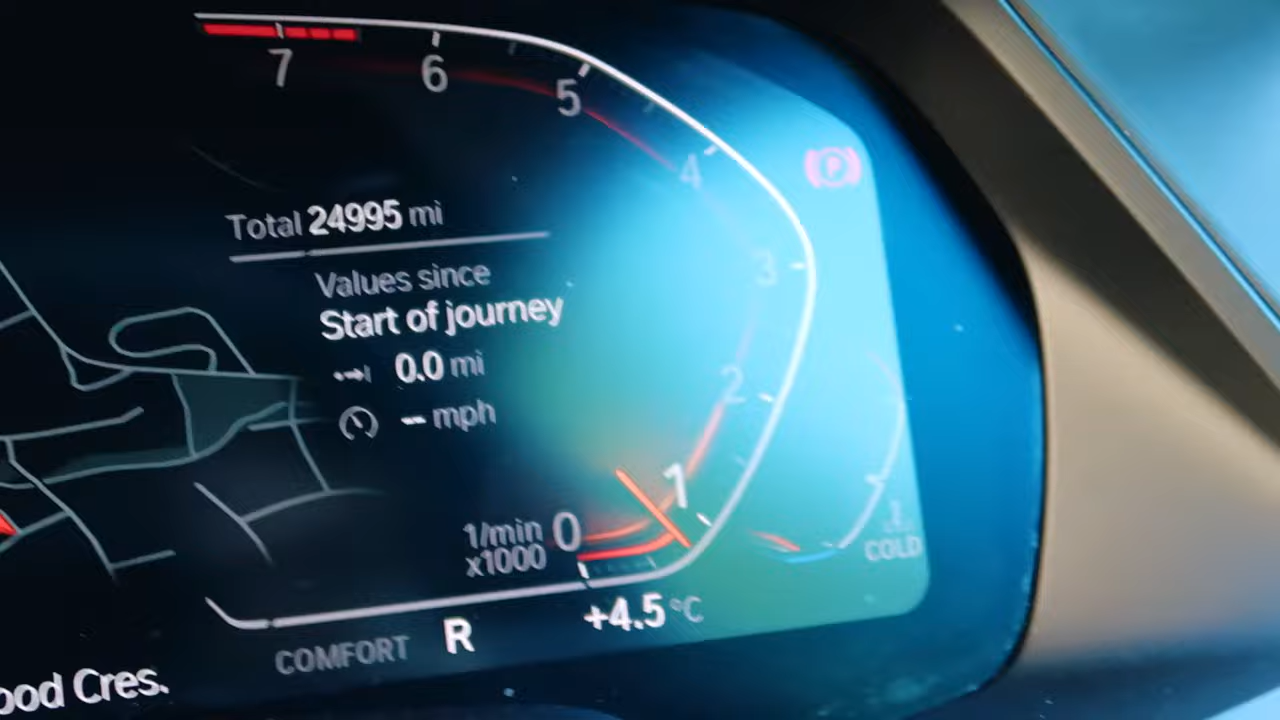 7
6
5
4
3
2
1
0
P
Total 24995 mi
Values since
Start of journey
0.0 mi
-- mph
1/min
x1000
COLD
+4.5 °C
COMFORT
R
ood Cres.